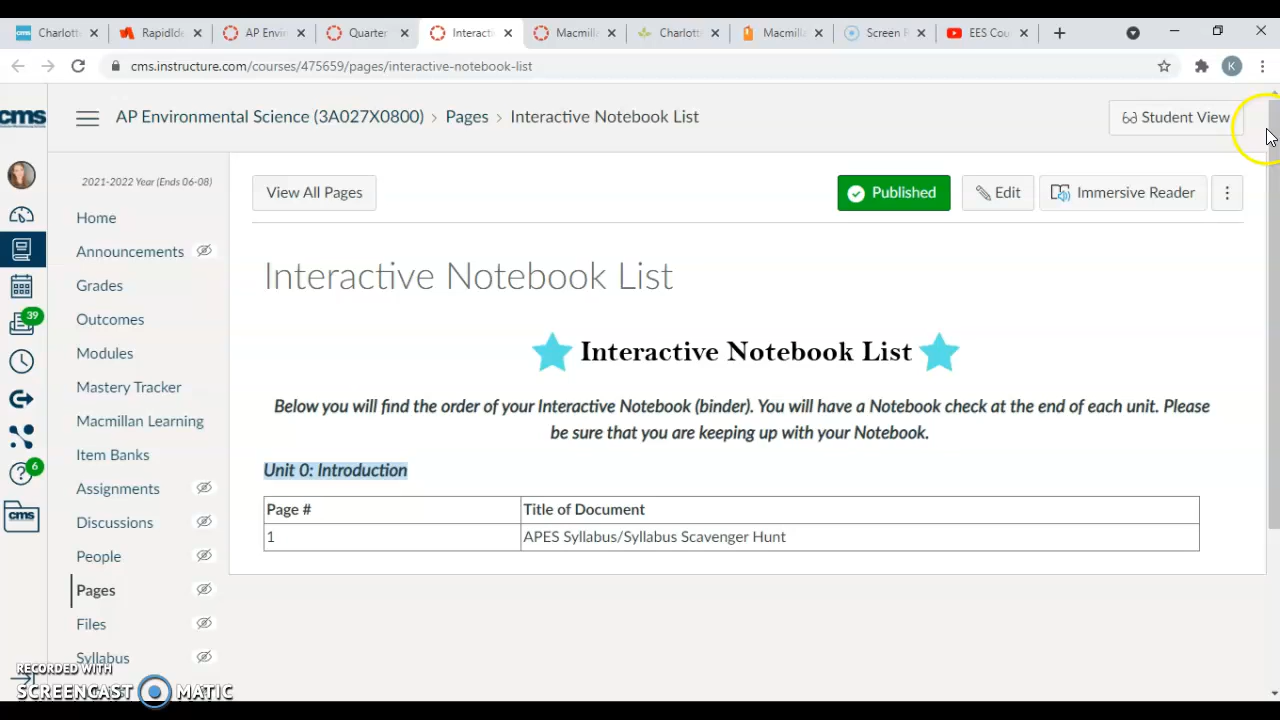 Charlott
RapidIde
AP Envir
Quarter
Interacti
Macmilla
Charlott
Macmilla
Screen R
EES Cou
cms.instructure.com/courses/475659/pages/interactive-notebook-list
K
cms
AP Environmental Science (3A027X0800) > Pages > Interactive Notebook List
Student View
2021-2022 Year (Ends 06-08)
View All Pages
Published
Edit
Immersive Reader
Home
Announcements
Grades
Outcomes
39
Modules
Mastery Tracker
Macmillan Learning
Item Banks
6
Assignments
cms
Discussions
People
Pages
Files
Syllabus
Interactive Notebook List
Interactive Notebook List
Below you will find the order of your Interactive Notebook (binder). You will have a Notebook check at the end of each unit. Please
be sure that you are keeping up with your Notebook.
Unit 0: Introduction
Page # Title of Document
1 APES Syllabus/Syllabus Scavenger Hunt
RECORDED WITH
SCREENCAST MATIC